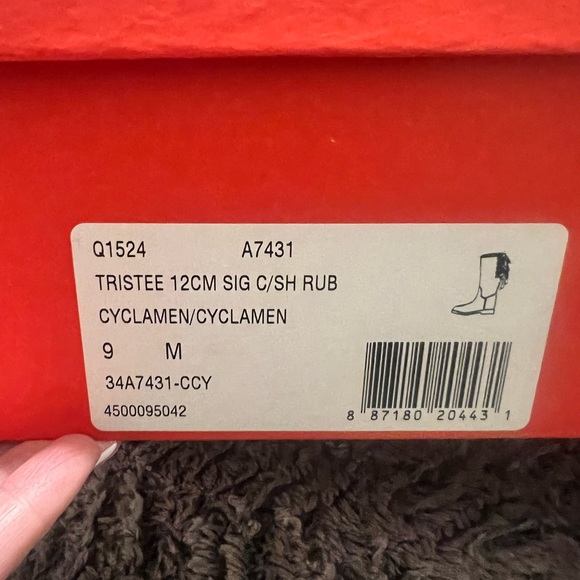 Q1524 A7431
TRISTEE 12CM SIG C/SH RUB
CYCLAMEN/CYCLAMEN
9 M
34A7431-CCY
4500095042
8 87180 20443 1